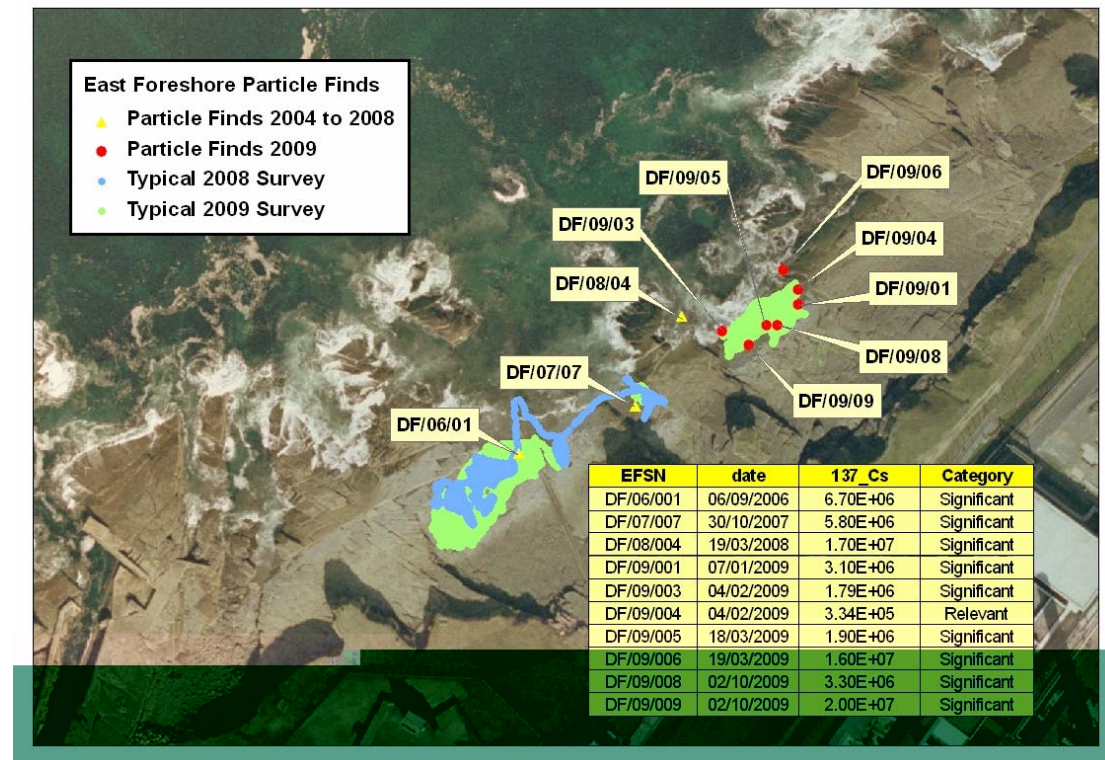 East Foreshore Particle Finds
Particle Finds 2004 to 2008
Particle Finds 2009
Typical 2008 Survey
Typical 2009 Survey
DF/09/05
DF/09/06
DF/09/03
DF/09/04
DF/08/04
DF/09/01
DF/09/08
DF/07/07
DF/09/09
DF/06/01
EFSN date 137_Cs Category
DF/06/001 06/09/2006 6.70E+06 Significant
DF/07/007 30/10/2007 5.80E+06 Significant
DF/08/004 19/03/2008 1.70E+07 Significant
DF/09/001 07/01/2009 3.10E+06 Significant
DF/09/003 04/02/2009 1.79E+06 Significant
DF/09/004 04/02/2009 3.34E+05 Relevant
DF/09/005 18/03/2009 1.90E+06 Significant
DF/09/006 19/03/2009 1.60E+07 Significant
DF/09/008 02/10/2009 3.30E+06 Significant
DF/09/009 02/10/2009 2.00E+07 Significant